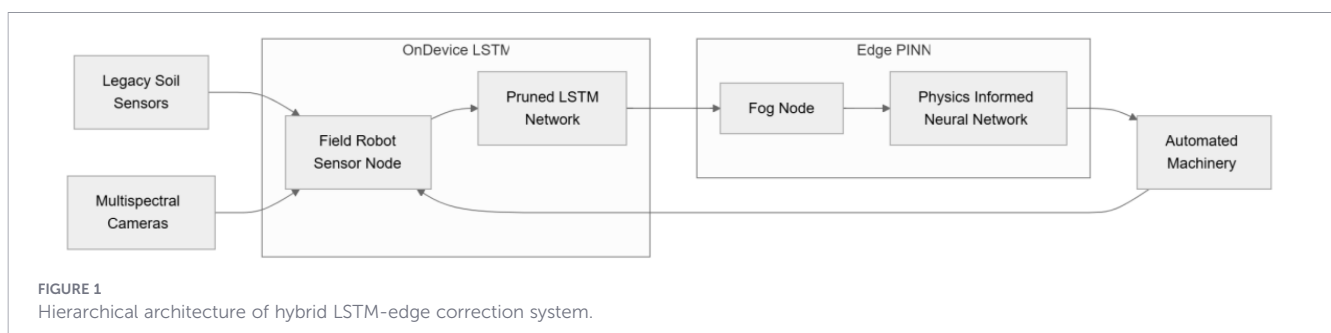 OnDevice LSTM
Edge PINN
Legacy Soil
Sensors
Pruned LSTM
Network
Fog Node
Physics Informed
Neural Network
Field Robot
Sensor Node
Automated
Machinery
Multispectral
Cameras
FIGURE 1
Hierarchical architecture of hybrid LSTM-edge correction system.